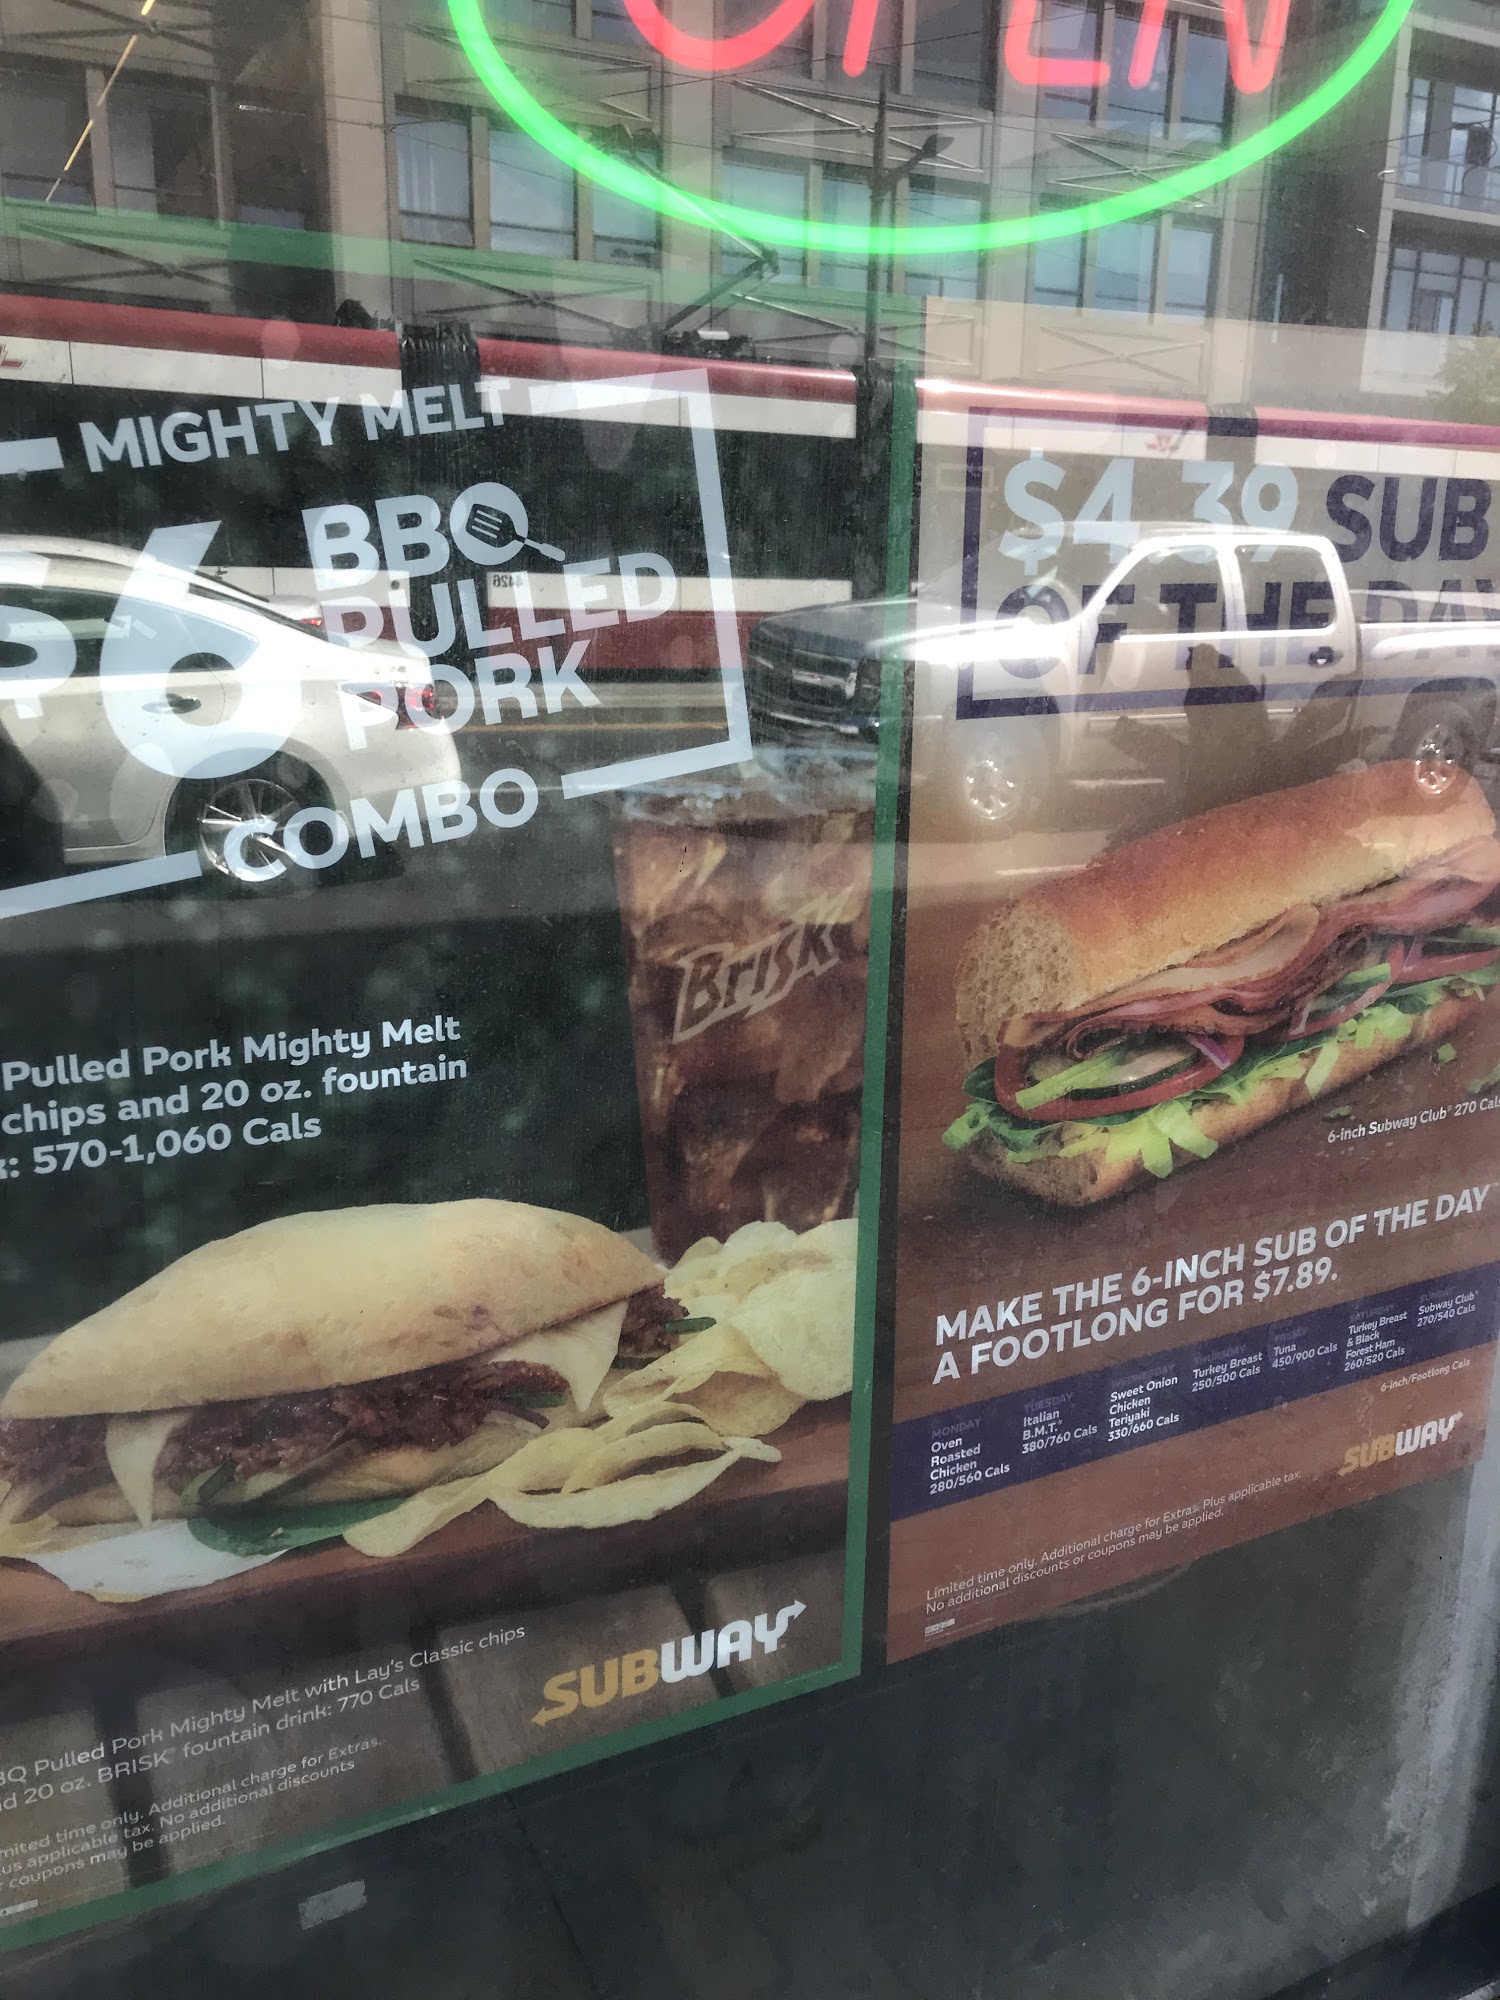 OPEN
MIGHTY MELT
$6
BBQ
PULLED
PORK
COMBO
Brisk
Pulled Pork Mighty Melt
chips and 20 oz. fountain
: 570-1,060 Cals
Pulled Pork Mighty Melt with Lay's Classic chips
20 oz. BRISK fountain drink: 770 Cals
time only. Additional charge for Extras.
applicable tax. No additional discounts
coupons may be applied.
SUBWAY
4426
$4.39 SUB
OF THE DAY
6-inch Subway Club® 270 Cals
MAKE THE 6-INCH SUB OF THE DAY™
A FOOTLONG FOR $7.89.
MONDAY
Oven
Roasted
Chicken
280/560 Cals
TUESDAY
Italian
B.M.T.®
380/760 Cals
WEDNESDAY
Sweet Onion
Chicken
Teriyaki
330/660 Cals
THURSDAY
Turkey Breast
250/500 Cals
FRIDAY
Tuna
450/900 Cals
SATURDAY
Turkey Breast
& Black
Forest Ham
260/520 Cals
SUNDAY
Subway Club®
270/540 Cals
6-inch/Footlong Cals
SUBWAY
Limited time only. Additional charge for Extras. Plus applicable tax.
No additional discounts or coupons may be applied.